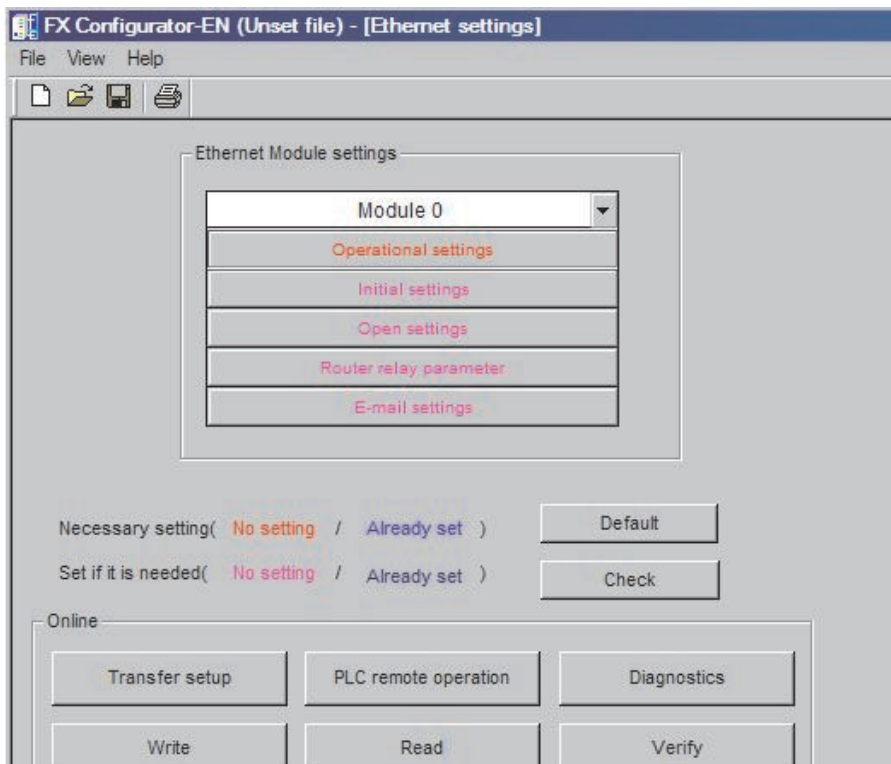 FX Configurator-EN (Unset file) - [Ethernet settings]
File View Help
Ethernet Module settings
Module 0
Operational settings
Initial settings
Open settings
Router relay parameter
E-mail settings
Necessary setting( No setting / Already set ) Default
Set if it is needed( No setting / Already set ) Check
Online
Transfer setup PLC remote operation Diagnostics
Write Read Verify